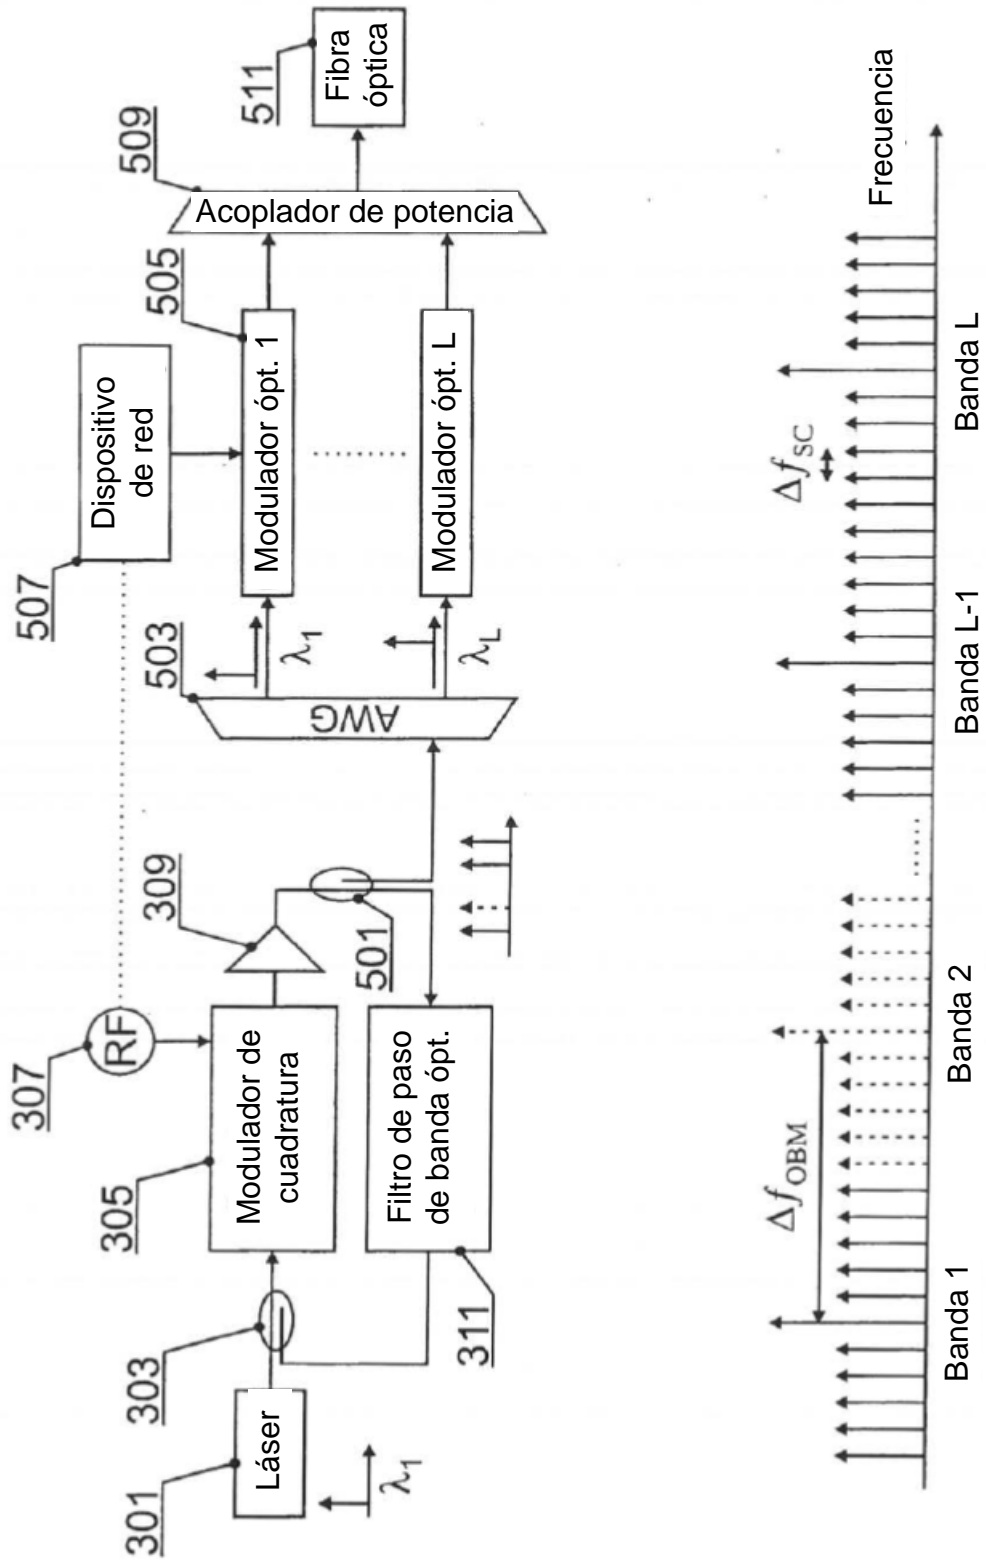 301
Láser
λ1
303
305
Modulador de
cuadratura
307
RF
309
Filtro de paso
de banda ópt.
311
501
503
AWG
λ1
λL
507
Dispositivo
de red
505
Modulador ópt. 1
Modulador ópt. L
509
Acoplador de potencia
511
Fibra
óptica
ΔfOBM
ΔfSC
Frecuencia
Banda 1
Banda 2
Banda L-1
Banda L